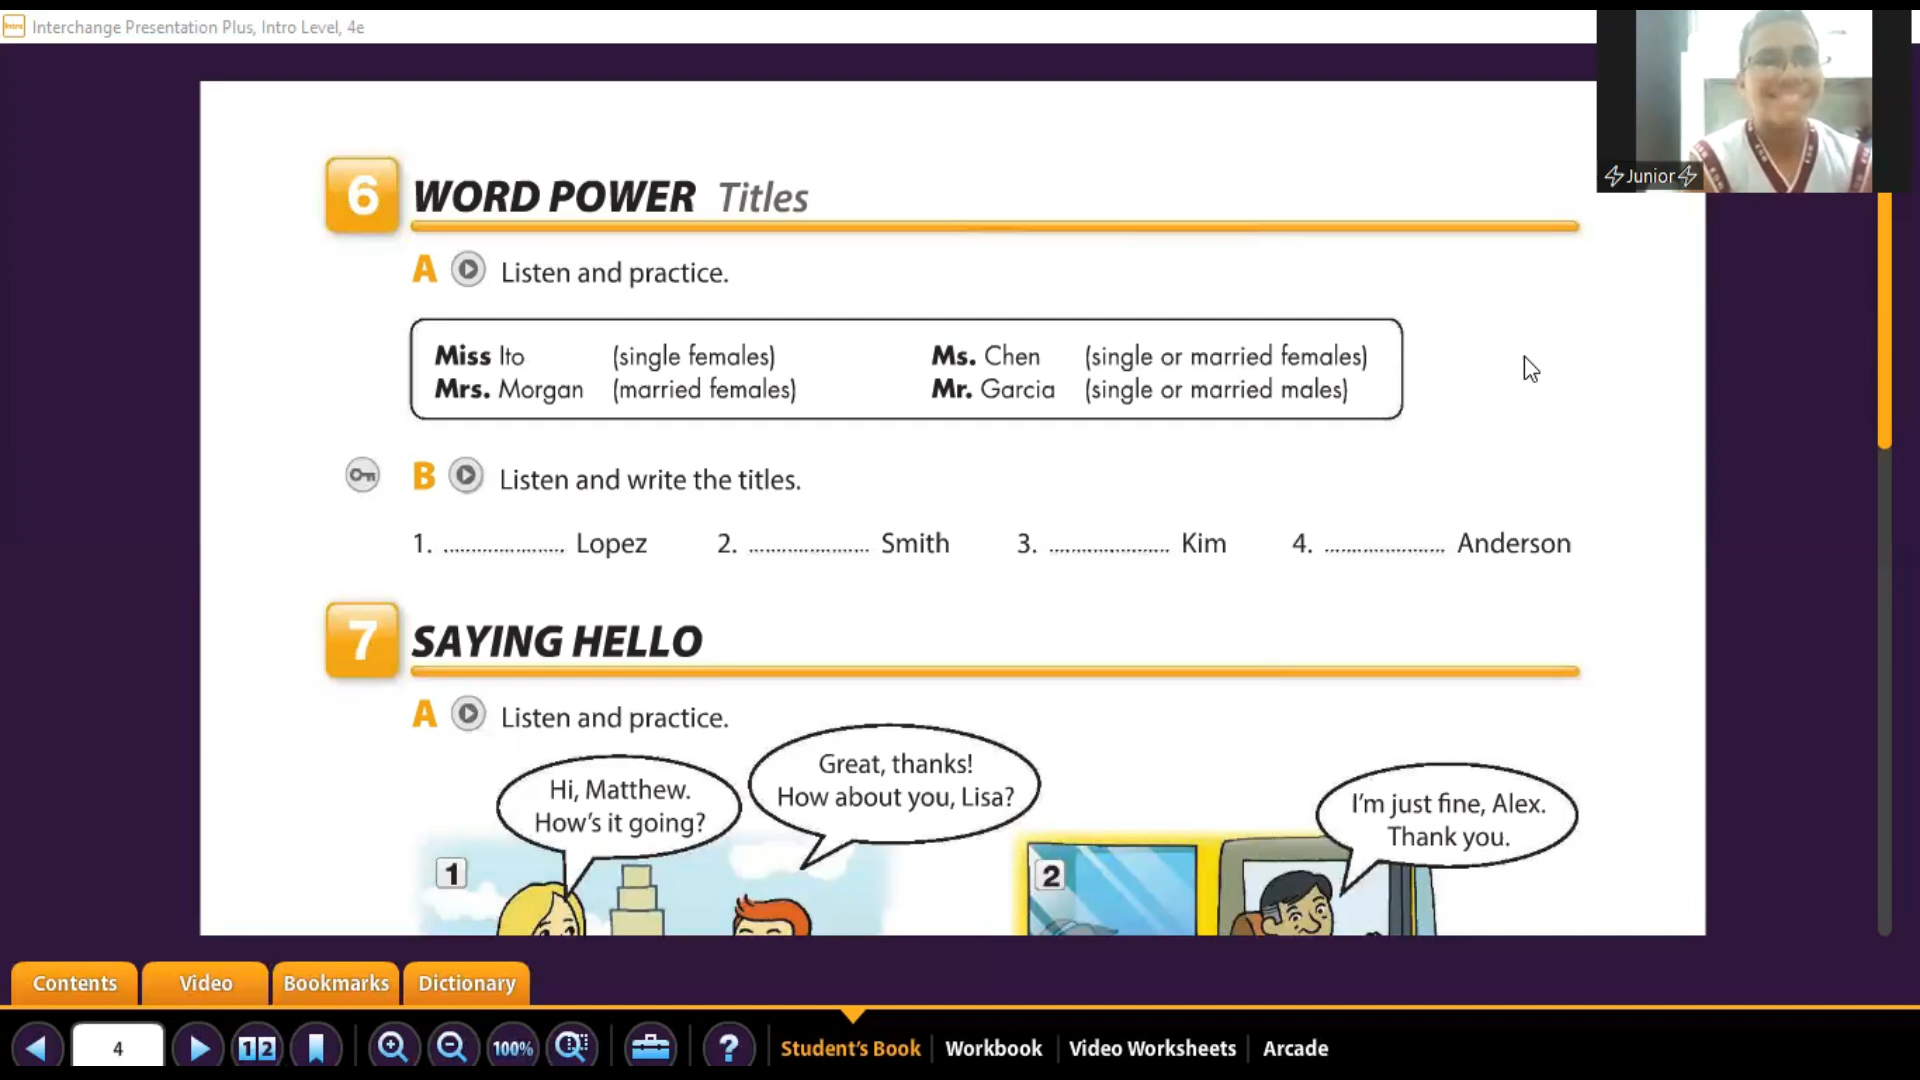 Interchange Presentation Plus, Intro Level, 4e
Junior
6 WORD POWER Titles
A Listen and practice.
Miss Ito (single females) Ms. Chen (single or married females)
Mrs. Morgan (married females) Mr. Garcia (single or married males)
B Listen and write the titles.
1. ........................ Lopez 2. ........................ Smith 3. ........................ Kim 4. ........................ Anderson
7 SAYING HELLO
A Listen and practice.
Hi, Matthew.
How's it going?
Great, thanks!
How about you, Lisa?
I'm just fine, Alex.
Thank you.
1 2
Contents Video Bookmarks Dictionary
4 12 100% ? Student's Book Workbook Video Worksheets Arcade